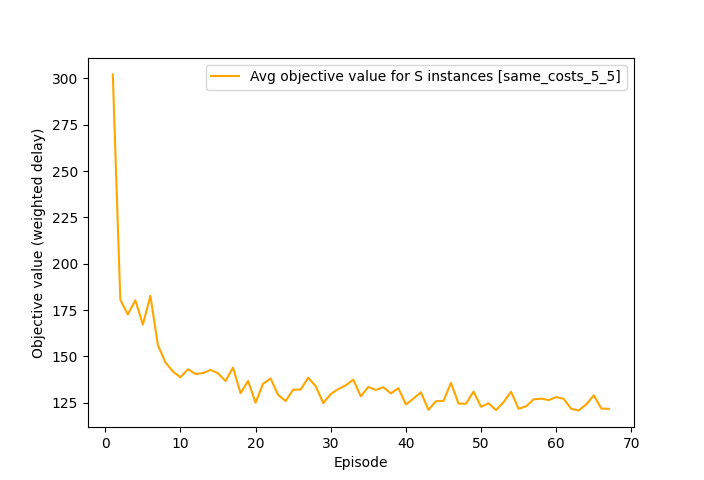 Avg objective value for S instances [same_costs_5_5]
300
275
250
225
200
175
150
125
Objective value (weighted delay)
0 10 20 30 40 50 60 70
Episode